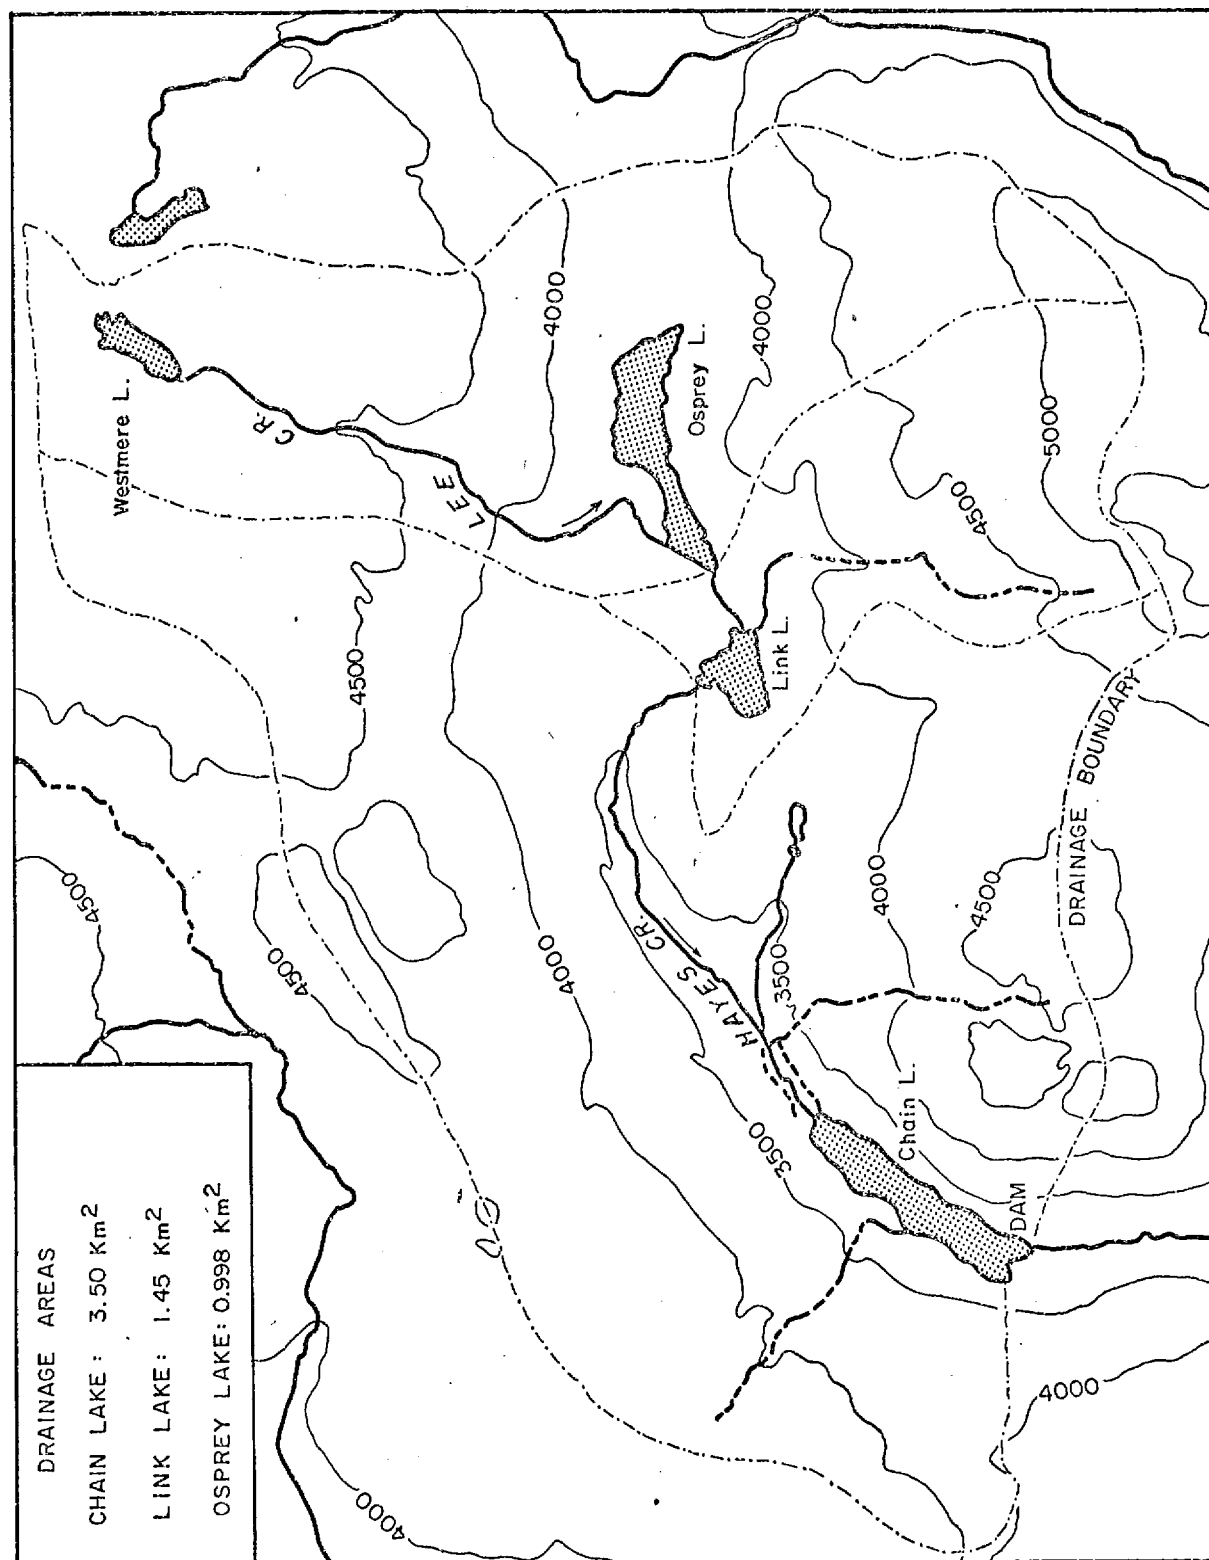 DRAINAGE AREAS
CHAIN LAKE: 3.50 Km²
LINK LAKE: 1.45 Km²
OSPREY LAKE: 0.998 Km²
4000
4500
4500
4500
Westmere L.
LEE CR.
4000
4000
Osprey L.
4000
Link L.
HAYES CR.
3500
3500
4000
4500
4500
5000
Chain L.
DAM
DRAINAGE BOUNDARY
4000